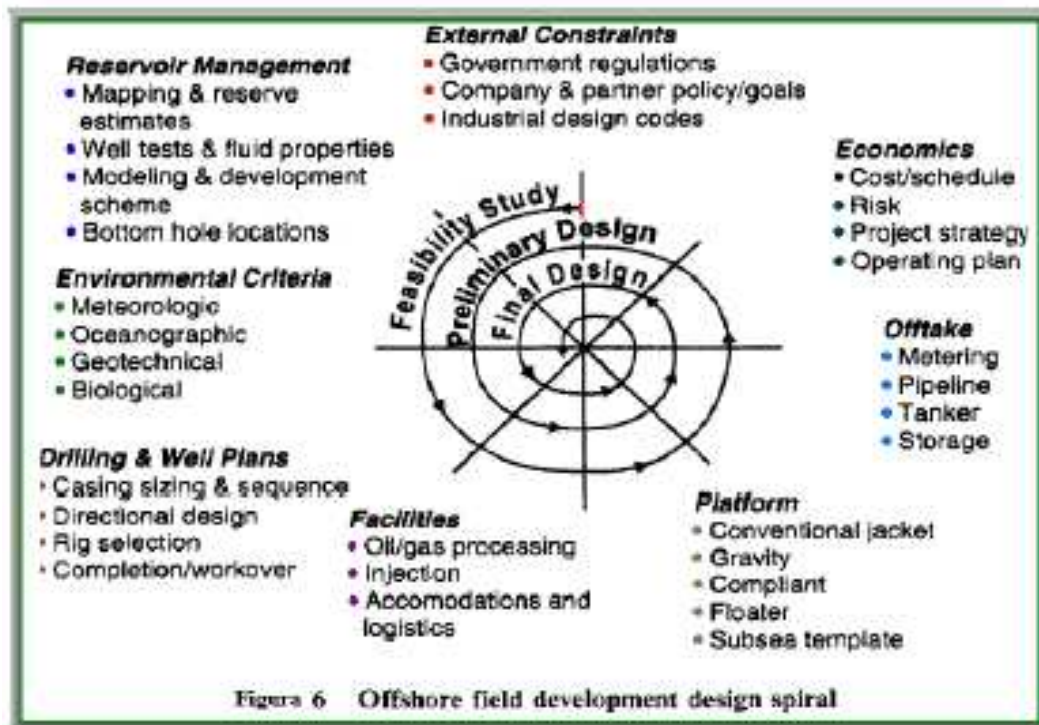 External Constraints
• Government regulations
• Company & partner policy/goals
• Industrial design codes
Reservoir Management
• Mapping & reserve
estimates
• Well tests & fluid properties
• Modeling & development
scheme
• Bottom hole locations
Economics
• Cost/schedule
• Risk
• Project strategy
• Operating plan
Feasibility Study
Preliminary Design
Final Design
Environmental Criteria
• Meteorologic
• Oceanographic
• Geotechnical
• Biological
Offtake
• Metering
• Pipeline
• Tanker
• Storage
Drilling & Well Plans
• Casing sizing & sequence
• Directional design
• Rig selection
• Completion/workover
Facilities
• Oil/gas processing
• Injection
• Accomodations and
logistics
Platform
• Conventional jacket
• Gravity
• Compliant
• Floater
• Subsea template
Figura 6 Offshore field development design spiral